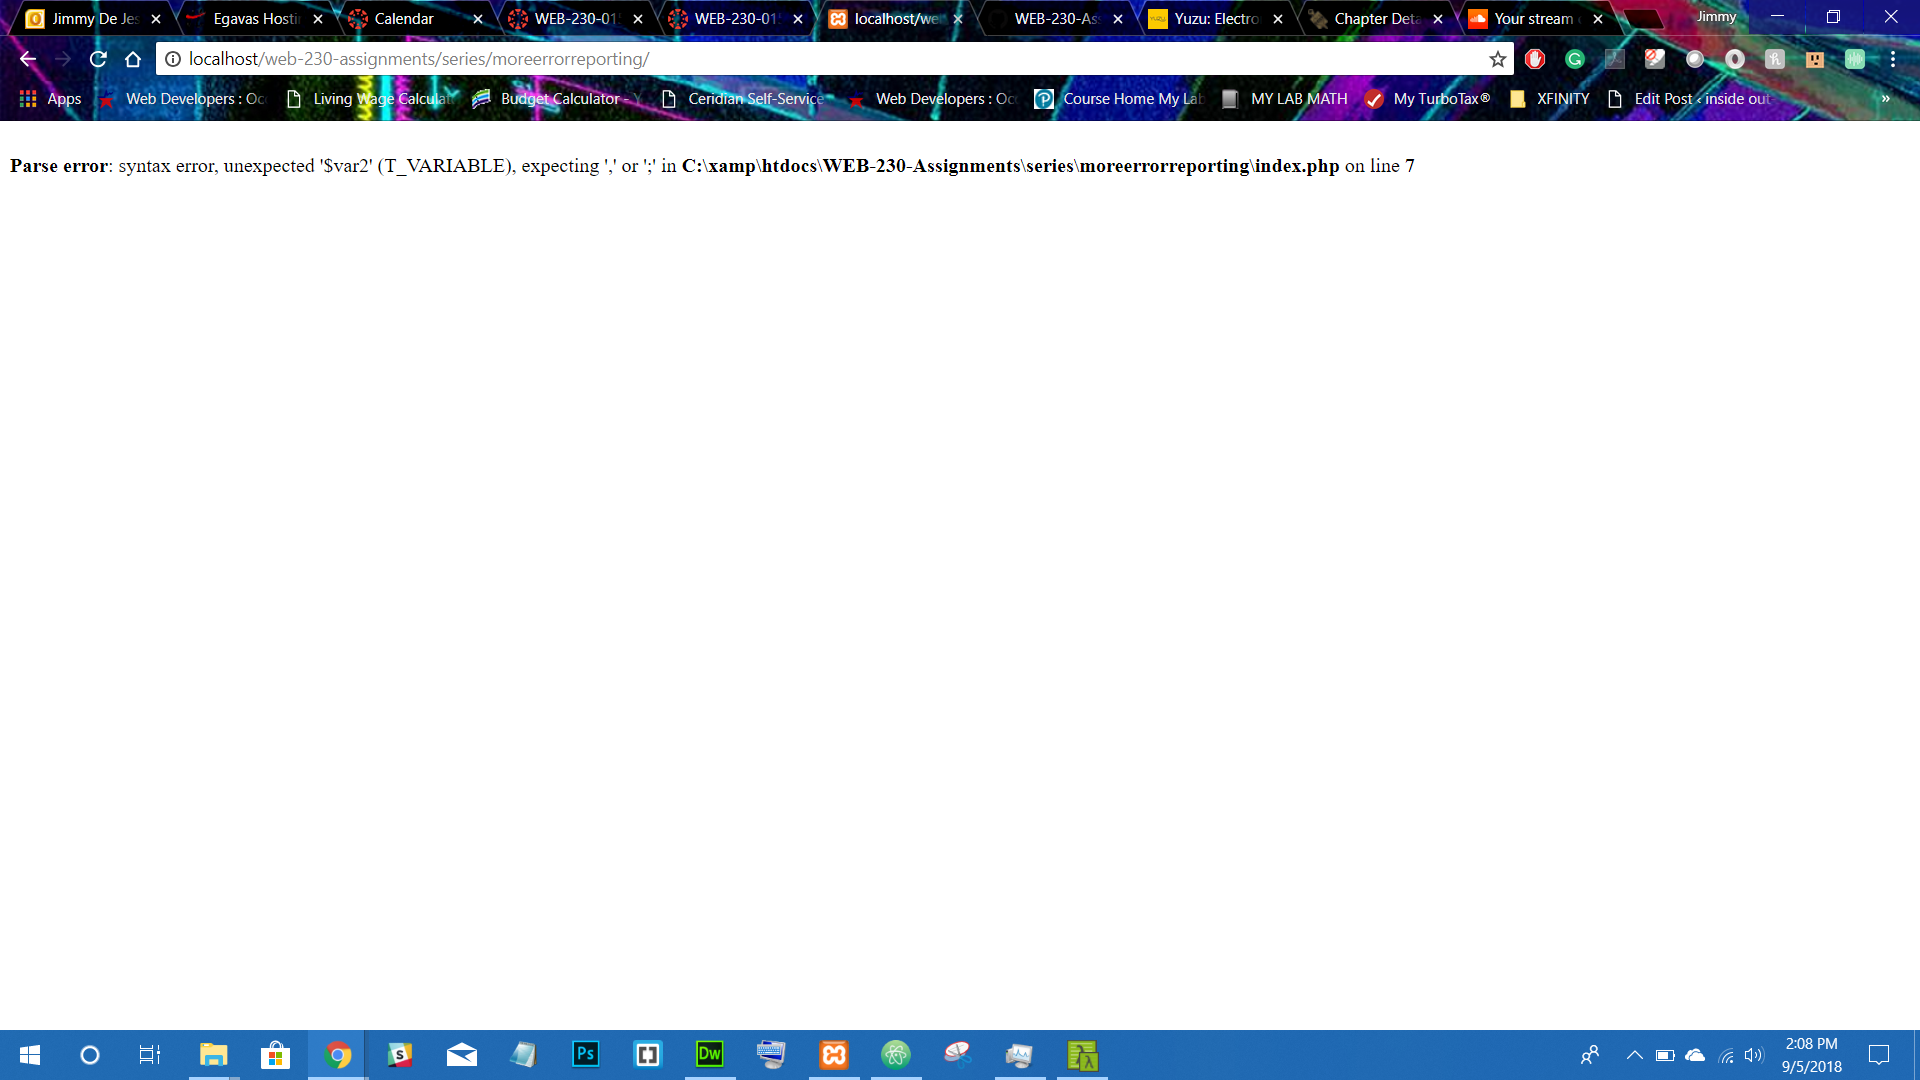 Jimmy De Jes
Egavas Hosti
Calendar
WEB-230-01
WEB-230-01
localhost/we
WEB-230-As
Yuzu: Electro
Chapter Deta
Your stream
Jimmy
localhost/web-230-assignments/series/moreerrorreporting/
Apps
Web Developers : Oc
Living Wage Calculat
Budget Calculator - Y
Ceridian Self-Service
Web Developers : Oc
Course Home My La
MY LAB MATH
My TurboTax®
XFINITY
Edit Post ‹ inside out
»
Parse error: syntax error, unexpected '$var2' (T_VARIABLE), expecting ',' or ';' in C:\xamp\htdocs\WEB-230-Assignments\series\moreerrorreporting\index.php on line 7
2:08 PM
9/5/2018